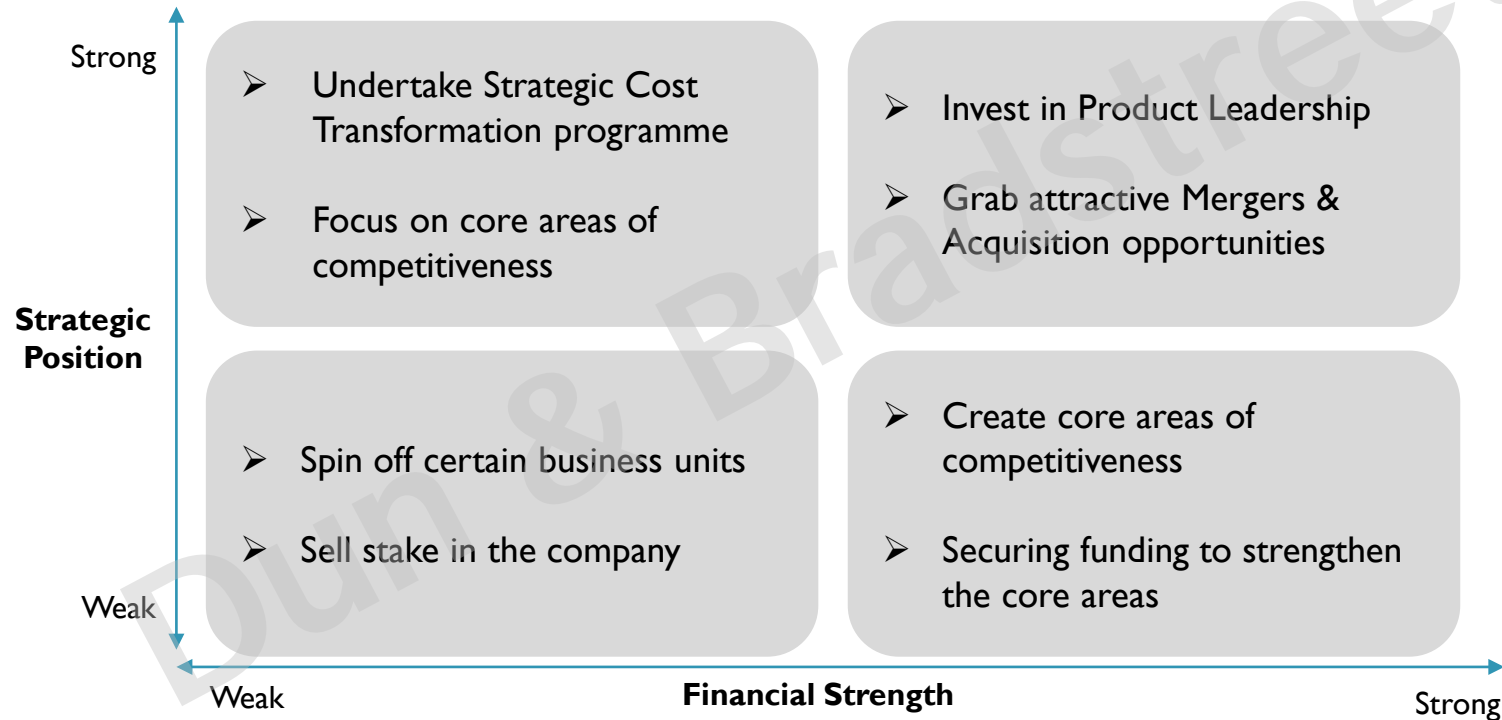 Strong
➢ Undertake Strategic Cost
Transformation programme
➢ Focus on core areas of
competitiveness
➢ Invest in Product Leadership
➢ Grab attractive Mergers &
Acquisition opportunities
Strategic
Position
➢ Spin off certain business units
➢ Sell stake in the company
➢ Create core areas of
competitiveness
➢ Securing funding to strengthen
the core areas
Weak
Weak
Financial Strength
Strong
Dun & Bradstreet